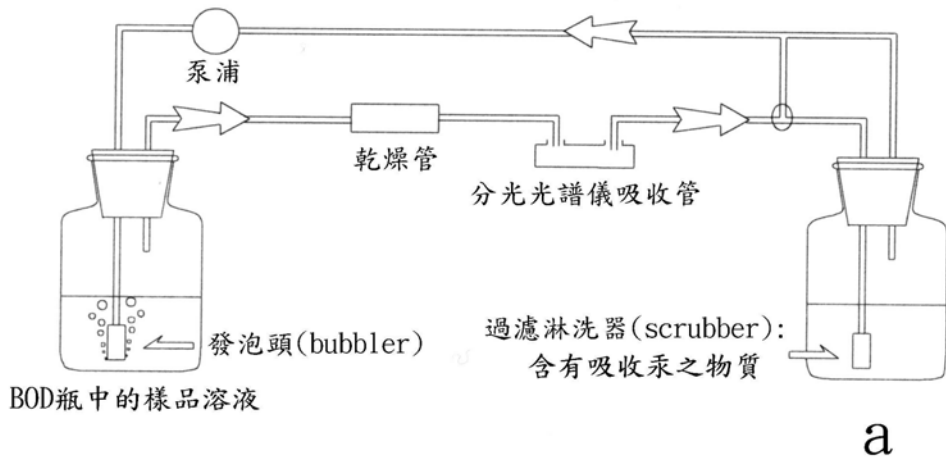 泵浦
乾燥管
分光光譜儀吸收管
發泡頭(bubbler)
過濾淋洗器(scrubber):
含有吸收汞之物質
BOD瓶中的樣品溶液
a